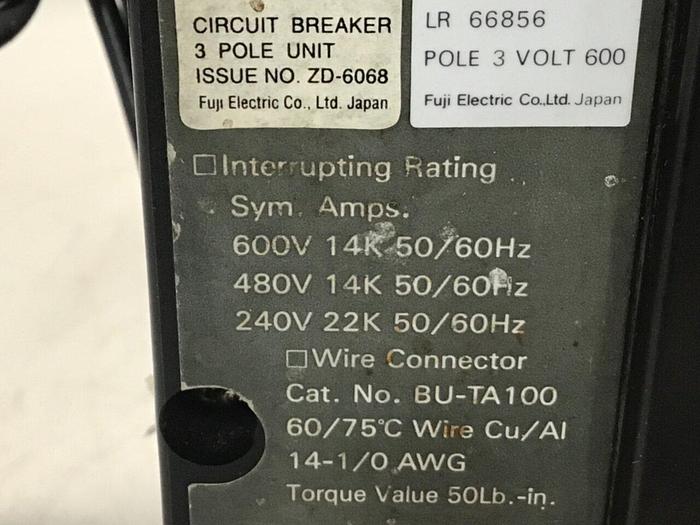 CIRCUIT BREAKER
3 POLE UNIT
ISSUE NO. ZD-6068
Fuji Electric Co., Ltd. Japan
LR 66856
POLE 3 VOLT 600
Fuji Electric Co.,Ltd. Japan
□Interrupting Rating
Sym. Amps.
600V 14K 50/60Hz
480V 14K 50/60Hz
240V 22K 50/60Hz
□Wire Connector
Cat. No. BU-TA100
60/75℃ Wire Cu/Al
14-1/0 AWG
Torque Value 50Lb.-in.